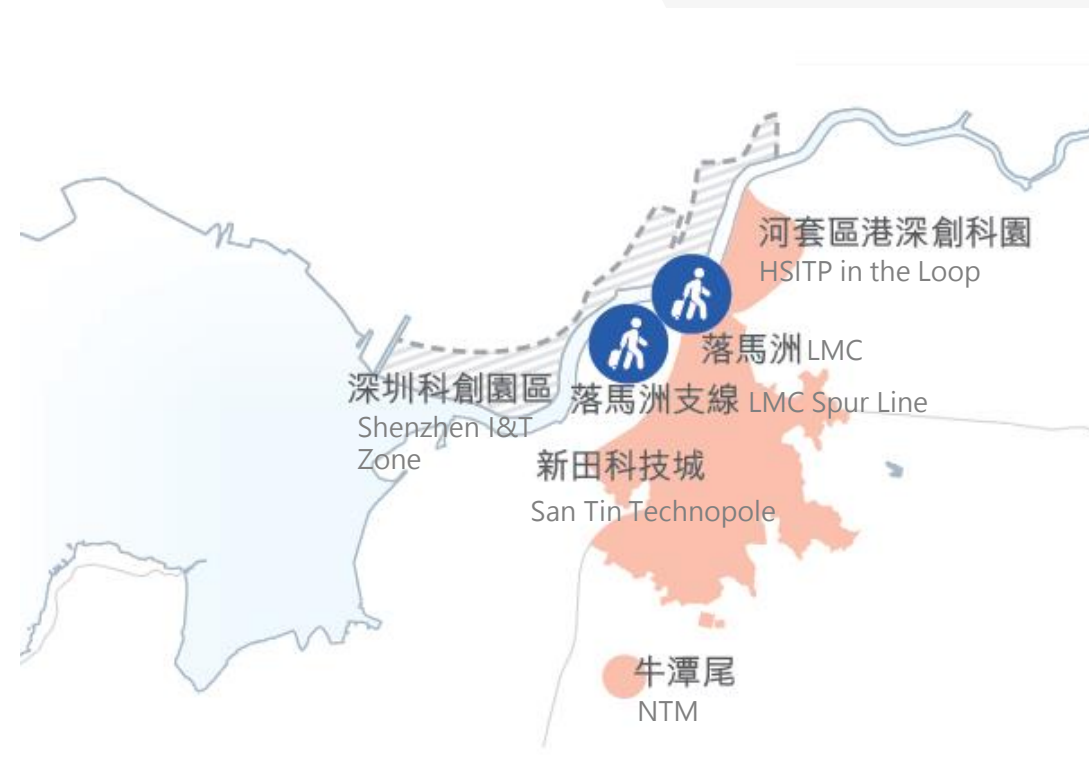 河套區港深創科園
HSITP in the Loop
落馬洲 LMC
深圳科創園區
Shenzhen I&T
Zone
落馬洲支線 LMC Spur Line
新田科技城
San Tin Technopole
牛潭尾
NTM